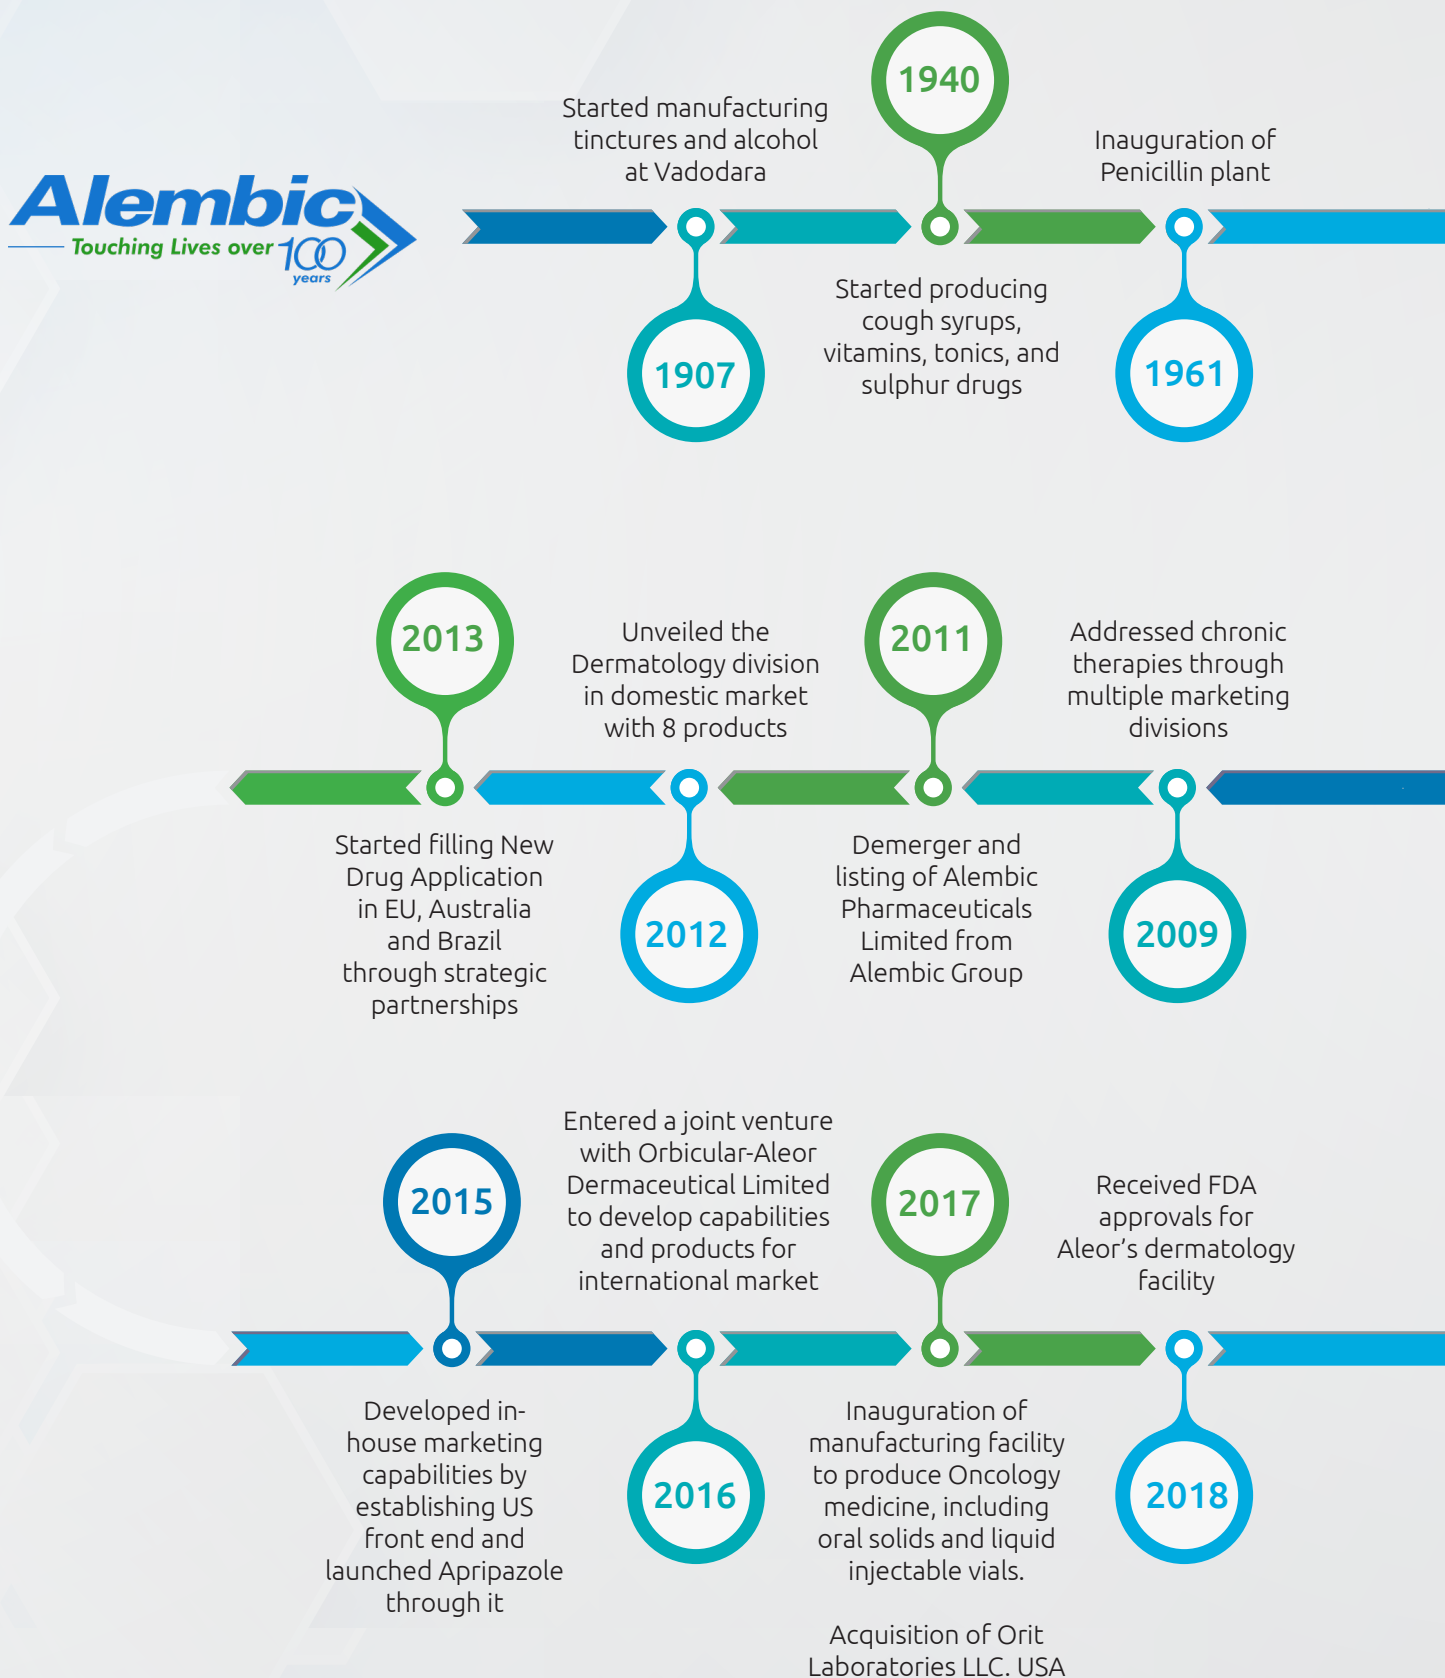 Alembic
Touching Lives over 100
years
Started manufacturing
tinctures and alcohol
at Vadodara
1907
1940
Started producing
cough syrups,
vitamins, tonics, and
sulphur drugs
Inauguration of
Penicillin plant
1961
2013
Started filling New
Drug Application
in EU, Australia
and Brazil
through strategic
partnerships
Unveiled the
Dermatology division
in domestic market
with 8 products
2012
2011
Demerger and
listing of Alembic
Pharmaceuticals
Limited from
Alembic Group
Addressed chronic
therapies through
multiple marketing
divisions
2009
2015
Developed in-
house marketing
capabilities by
establishing US
front end and
launched Apripazole
through it
Entered a joint venture
with Orbicular-Aleor
Dermaceutical Limited
to develop capabilities
and products for
international market
2016
2017
Inauguration of
manufacturing facility
to produce Oncology
medicine, including
oral solids and liquid
injectable vials.
Acquisition of Orit
Laboratories LLC. USA
Received FDA
approvals for
Aleor’s dermatology
facility
2018